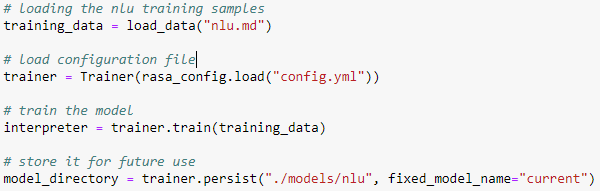 # loading the nlu training samples
training_data = load_data("nlu.md")
# load configuration file
trainer = Trainer(rasa_config.load("config.yml"))
# train the model
interpreter = trainer.train(training_data)
# store it for future use
model_directory = trainer.persist("./models/nlu", fixed_model_name="current")